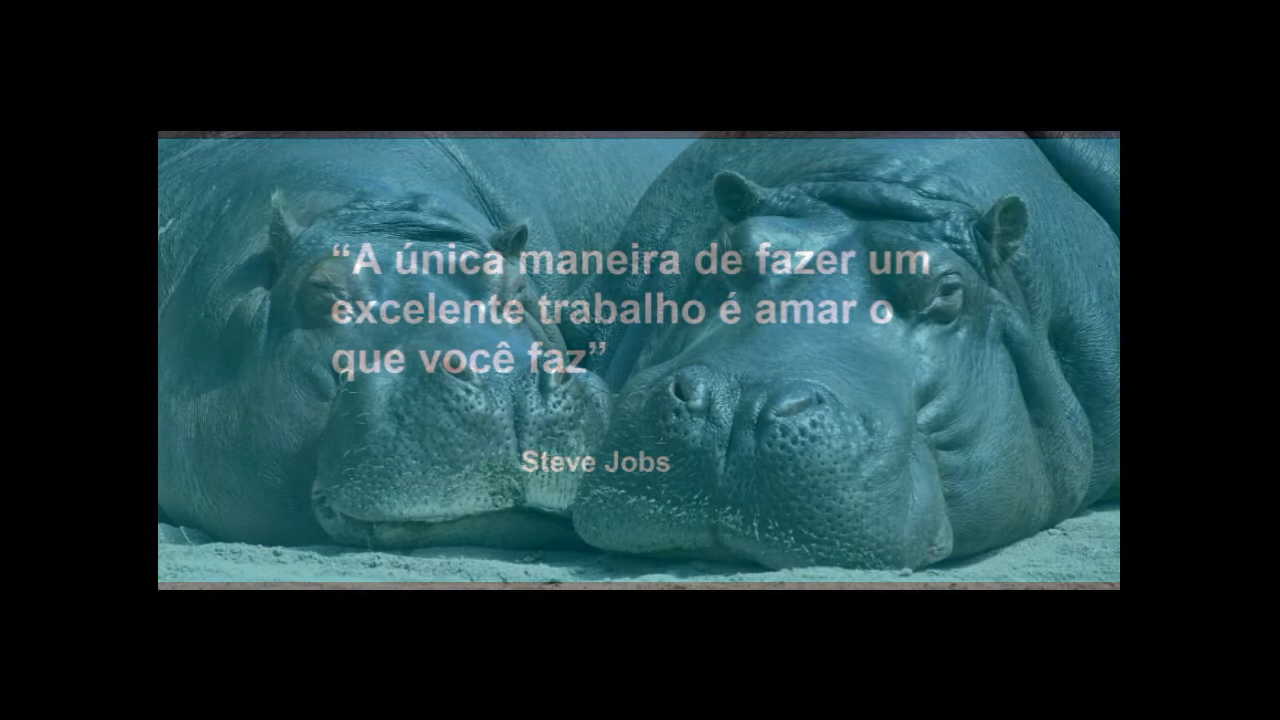 “A única maneira de fazer um
excelente trabalho é amar o
que você faz”
Steve Jobs